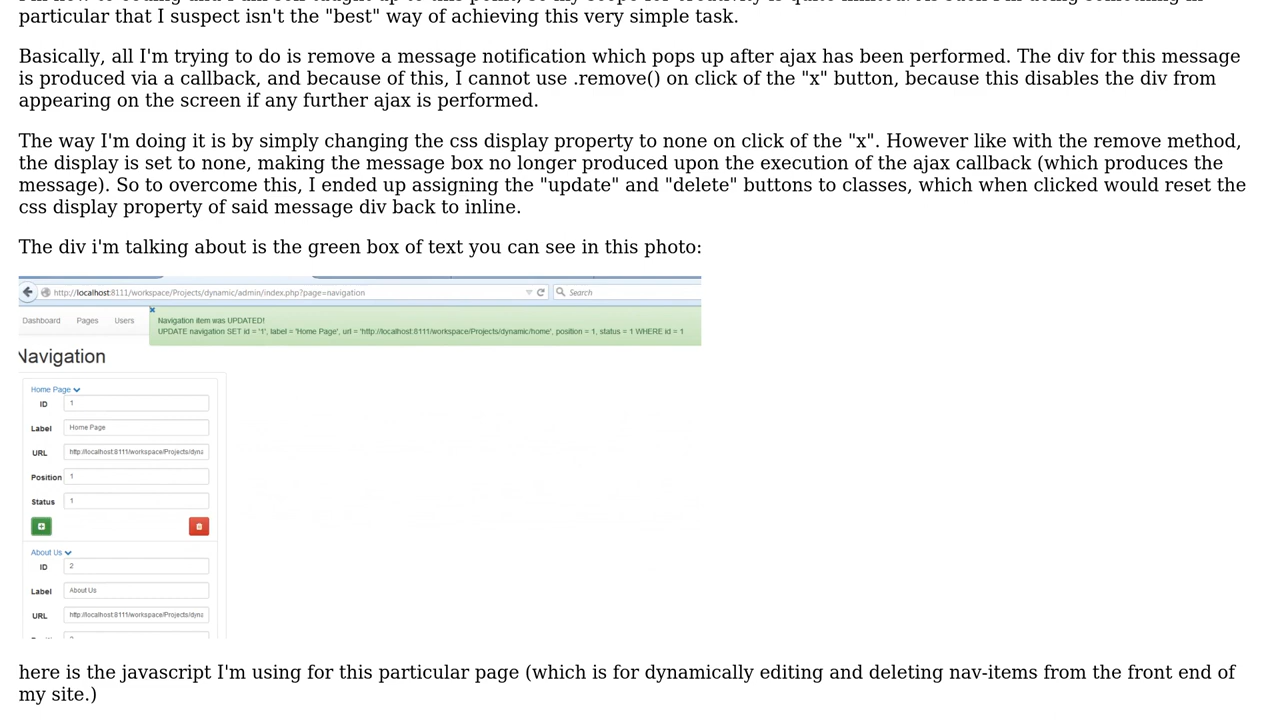 particular that I suspect isn't the "best" way of achieving this very simple task.
Basically, all I'm trying to do is remove a message notification which pops up after ajax has been performed. The div for this message
is produced via a callback, and because of this, I cannot use .remove() on click of the "x" button, because this disables the div from
appearing on the screen if any further ajax is performed.
The way I'm doing it is by simply changing the css display property to none on click of the "x". However like with the remove method,
the display is set to none, making the message box no longer produced upon the execution of the ajax callback (which produces the
message). So to overcome this, I ended up assigning the "update" and "delete" buttons to classes, which when clicked would reset the
css display property of said message div back to inline.
The div i'm talking about is the green box of text you can see in this photo:
http://localhost:8111/workspace/Projects/dynamic/admin/index.php?page=navigation
Search
Dashboard Pages Users
Navigation item was UPDATED!
UPDATE navigation SET id = '1', label = 'Home Page', url = 'http://localhost:8111/workspace/Projects/dynamic/home', position = 1, status = 1 WHERE id = 1
Navigation
Home Page
ID 1
Label Home Page
URL http://localhost:8111/workspace/Projects/dyna
Position 1
Status 1
About Us
ID 2
Label About Us
URL http://localhost:8111/workspace/Projects/dyna
here is the javascript I'm using for this particular page (which is for dynamically editing and deleting nav-items from the front end of
my site.)